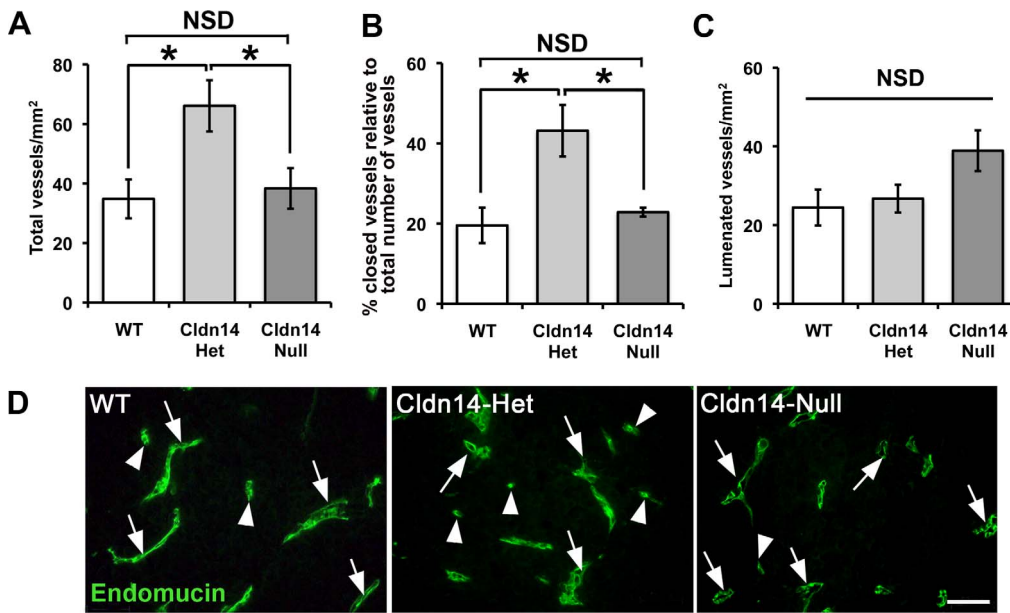 A
NSD
* *
Total vessels/mm²
80
60
40
20
0
WT
Cldn14
Het
Cldn14
Null
B
NSD
* *
% closed vessels relative to
total number of vessels
60
40
20
0
WT
Cldn14
Het
Cldn14
Null
C
NSD
Lumenated vessels/mm²
60
40
20
0
WT
Cldn14
Het
Cldn14
Null
D
WT
Endomucin
Cldn14-Het
Cldn14-Null